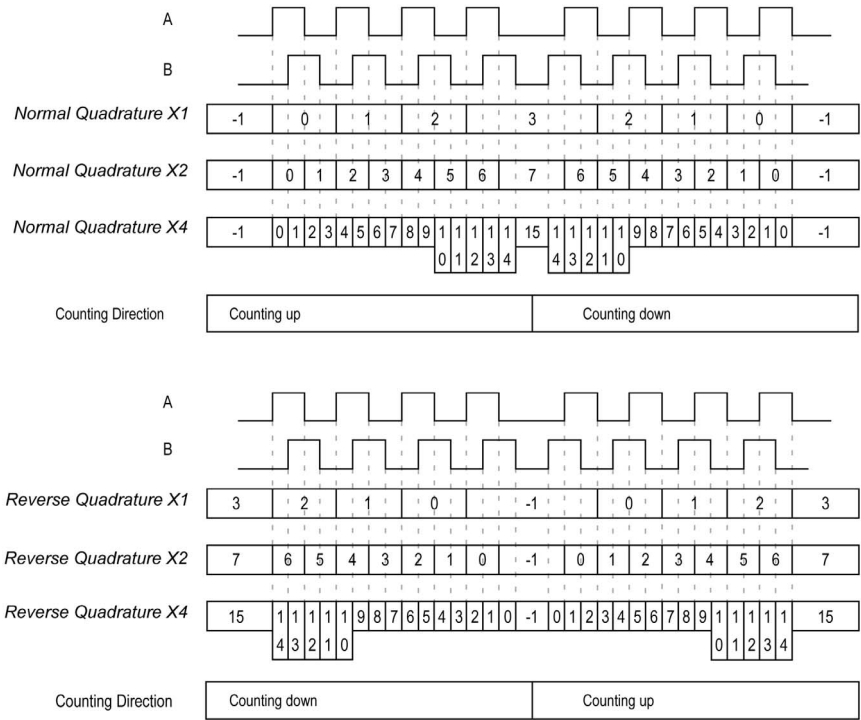 A
B
Normal Quadrature X1 -1 0 1 2 3 2 1 0 -1
Normal Quadrature X2 -1 0 1 2 3 4 5 6 7 6 5 4 3 2 1 0 -1
Normal Quadrature X4 -1 0 1 2 3 4 5 6 7 8 9 10 11 12 13 14 15 14 13 12 11 10 9 8 7 6 5 4 3 2 1 0 -1
Counting Direction Counting up Counting down
A
B
Reverse Quadrature X1 3 2 1 0 -1 0 1 2 3
Reverse Quadrature X2 7 6 5 4 3 2 1 0 -1 0 1 2 3 4 5 6 7
Reverse Quadrature X4 15 14 13 12 11 10 9 8 7 6 5 4 3 2 1 0 -1 0 1 2 3 4 5 6 7 8 9 10 11 12 13 14 15
Counting Direction Counting down Counting up